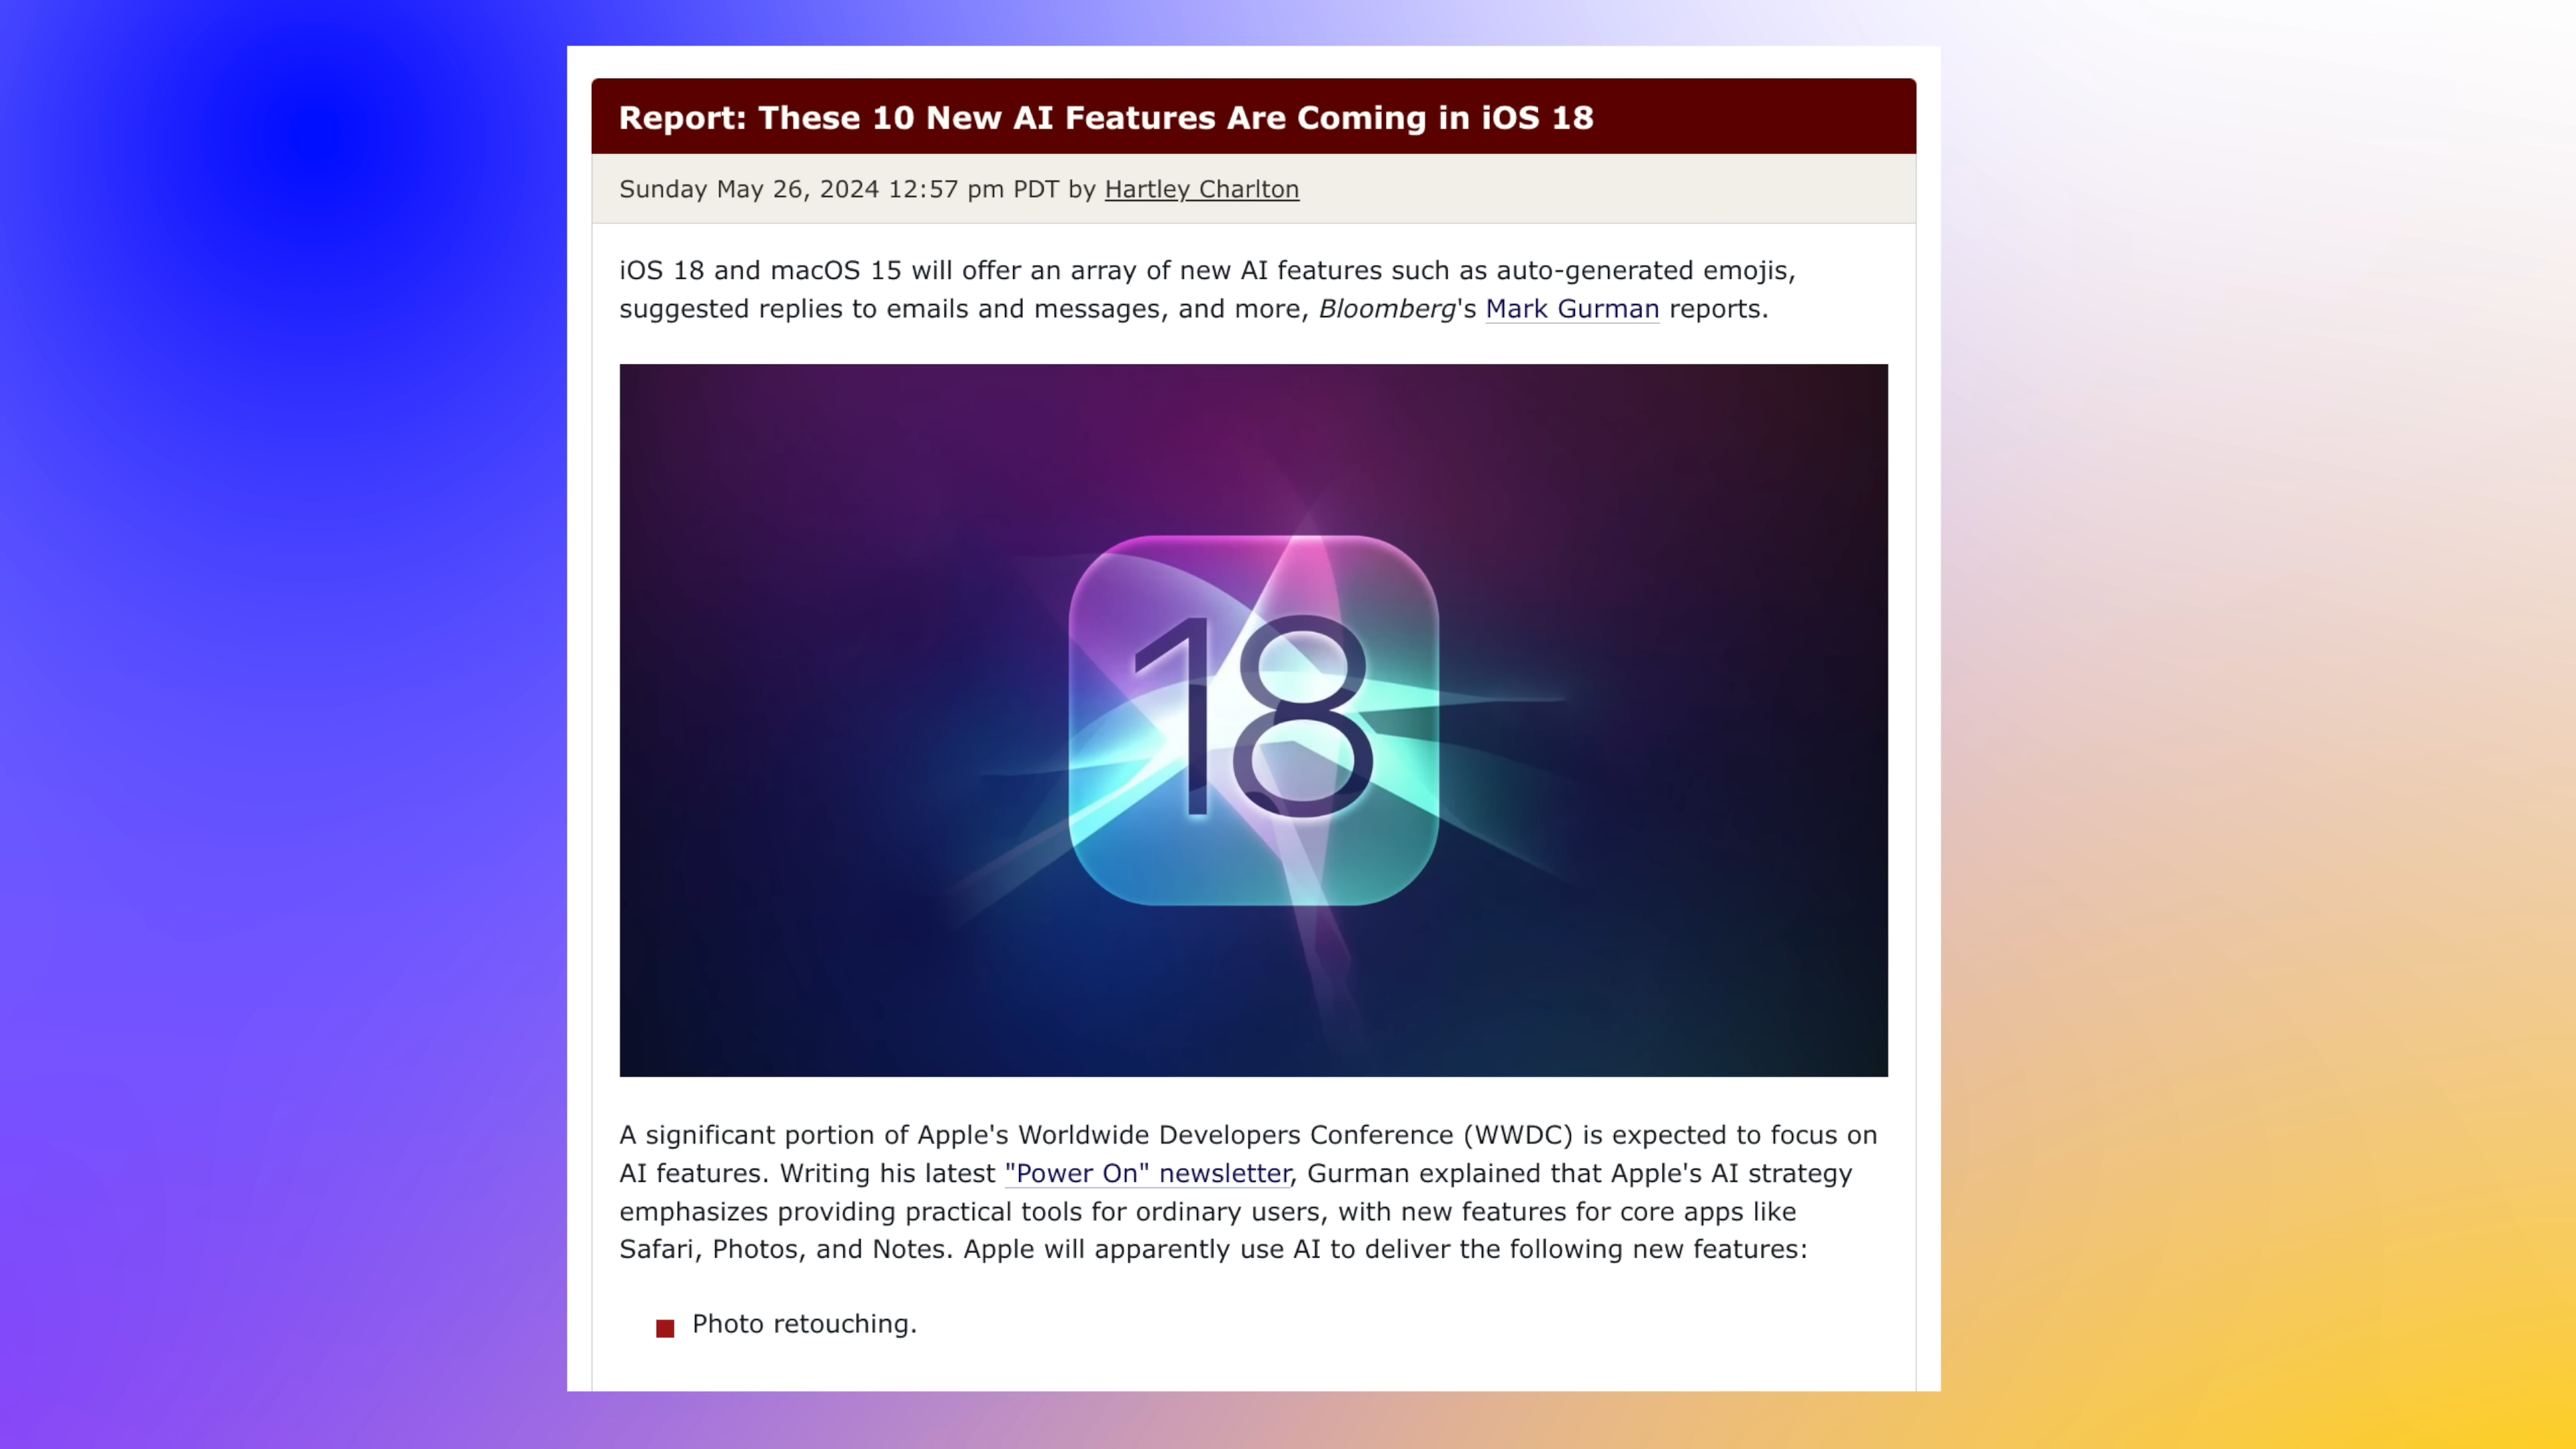 Report: These 10 New AI Features Are Coming in iOS 18
Sunday May 26, 2024 12:57 pm PDT by Hartley Charlton
iOS 18 and macOS 15 will offer an array of new AI features such as auto-generated emojis,
suggested replies to emails and messages, and more, Bloomberg's Mark Gurman reports.
18
A significant portion of Apple's Worldwide Developers Conference (WWDC) is expected to focus on
AI features. Writing his latest "Power On" newsletter, Gurman explained that Apple's AI strategy
emphasizes providing practical tools for ordinary users, with new features for core apps like
Safari, Photos, and Notes. Apple will apparently use AI to deliver the following new features:
Photo retouching.